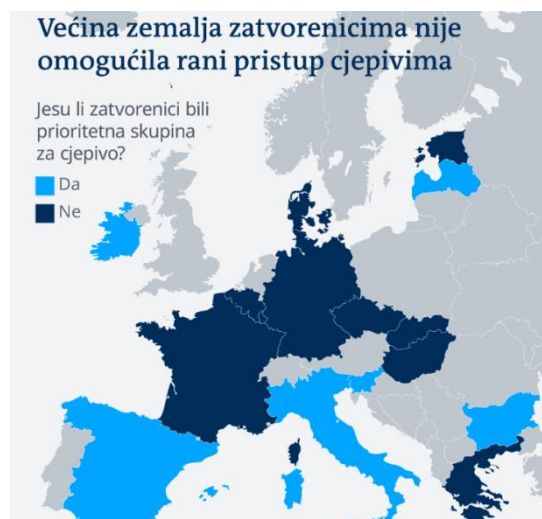 Većina zemalja zatvorenicima nije
omogućila rani pristup cjepivima
Jesu li zatvorenici bili
prioritetna skupina
za cjepivo?
Da
Ne